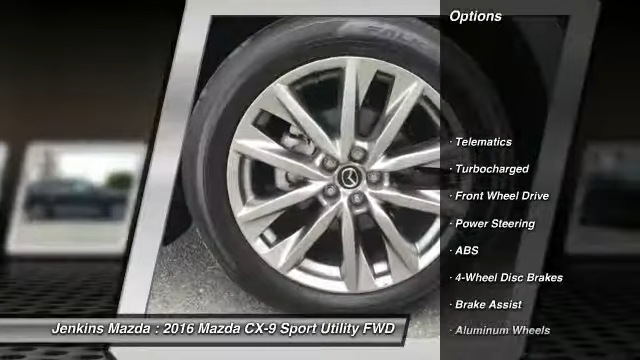 Options
· Telematics
· Turbocharged
· Front Wheel Drive
· Power Steering
· ABS
· 4-Wheel Disc Brakes
· Brake Assist
· Aluminum Wheels
Jenkins Mazda : 2016 Mazda CX-9 Sport Utility FWD